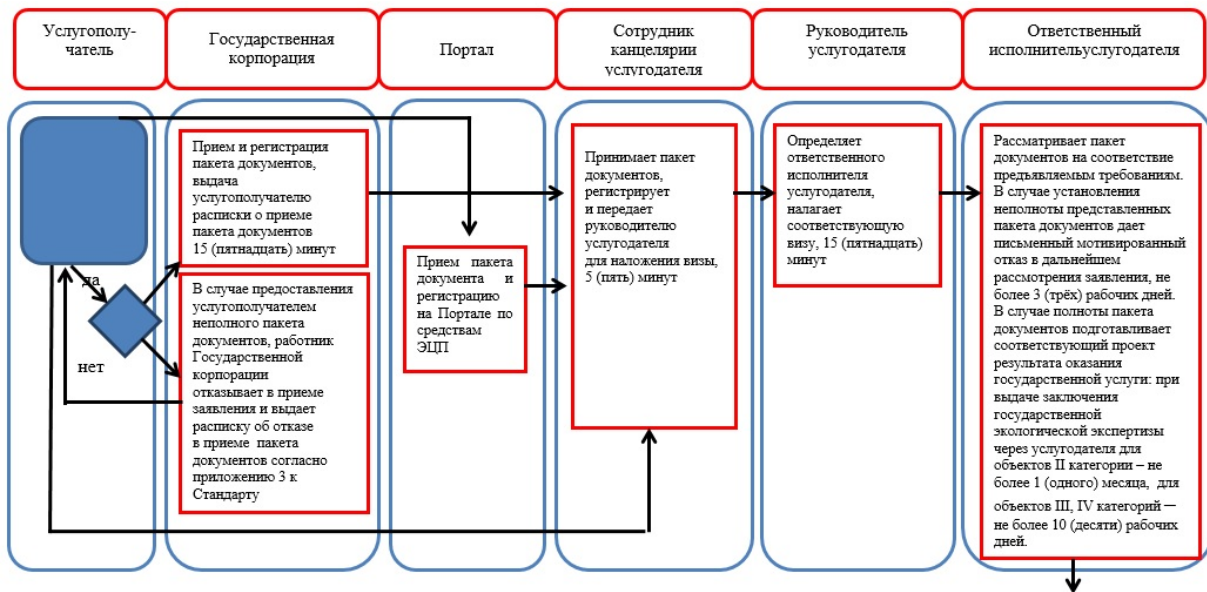 Услугополу-
чатель
Государственная
корпорация
Портал
Сотрудник
канцелярии
услугодателя
Руководитель
услугодателя
Ответственный
исполнительуслугодателя
да
нет
Прием и регистрация
пакета документов,
выдача
услугополучателю
расписки о приеме
пакета документов
15 (пятнадцать) минут
В случае предоставления
услугополучателем
неполного пакета
документов, работник
Государственной
корпорации
отказывает в приеме
заявления и выдает
расписку об отказе
в приеме пакета
документов согласно
приложению 3 к
Стандарту
Прием пакета
документа и
регистрацию
на Портале по
средствам
ЭЦП
Принимает пакет
документов,
регистрирует
и передает
руководителю
услугодателя
для наложения визы,
5 (пять) минут
Определяет
ответственного
исполнителя
услугодателя,
налагает
соответствующую
визу, 15 (пятнадцать)
минут
Рассматривает пакет
документов на соответствие
предъявляемым требованиям.
В случае установления
неполноты представленных
пакета документов дает
письменный мотивированный
отказ в дальнейшем
рассмотрения заявления, не
более 3 (трёх) рабочих дней.
В случае полноты пакета
документов подготавливает
соответствующий проект
результата оказания
государственной услуги: при
выдаче заключения
государственной
экологической экспертизы
через услугодателя для
объектов II категории – не
более 1 (одного) месяца, для
объектов III, IV категорий —
не более 10 (десяти) рабочих
дней.